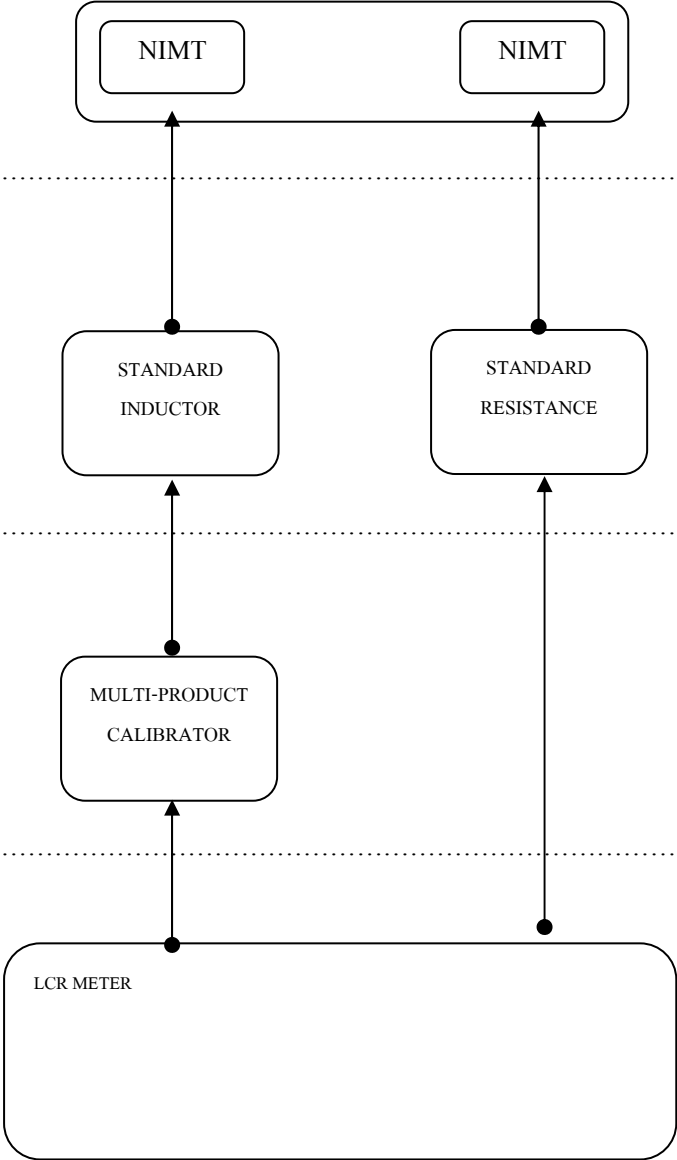 NIMT
NIMT
STANDARD
INDUCTOR
STANDARD
RESISTANCE
MULTI-PRODUCT
CALIBRATOR
LCR METER